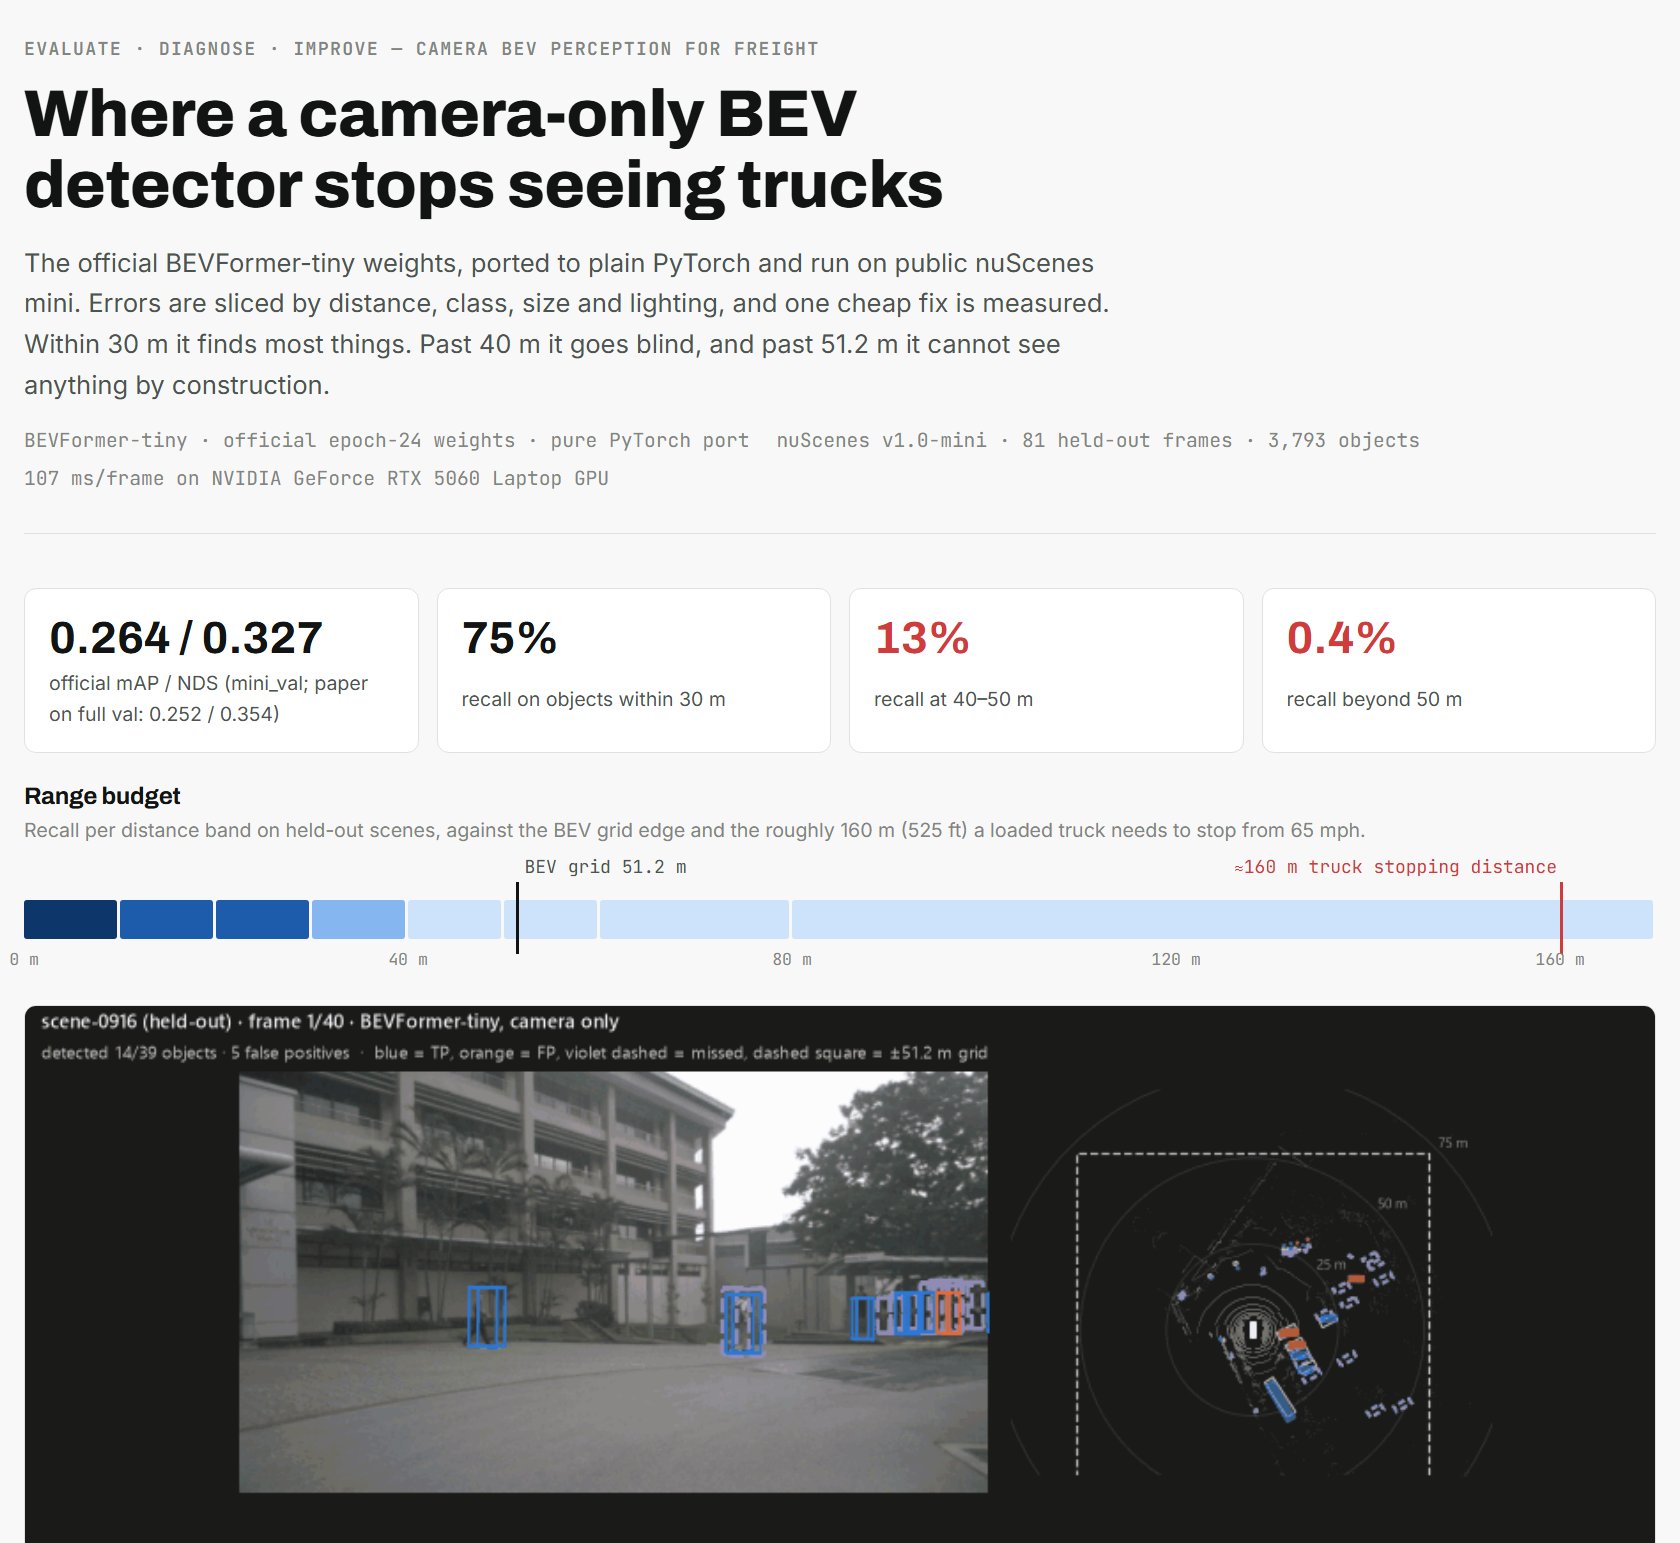 EVALUATE · DIAGNOSE · IMPROVE — CAMERA BEV PERCEPTION FOR FREIGHT
Where a camera-only BEV
detector stops seeing trucks
The official BEVFormer-tiny weights, ported to plain PyTorch and run on public nuScenes
mini. Errors are sliced by distance, class, size and lighting, and one cheap fix is measured.
Within 30 m it finds most things. Past 40 m it goes blind, and past 51.2 m it cannot see
anything by construction.
BEVFormer-tiny · official epoch-24 weights · pure PyTorch port nuScenes v1.0-mini · 81 held-out frames · 3,793 objects
107 ms/frame on NVIDIA GeForce RTX 5060 Laptop GPU
0.264 / 0.327
official mAP / NDS (mini_val; paper
on full val: 0.252 / 0.354)
75%
recall on objects within 30 m
13%
recall at 40–50 m
0.4%
recall beyond 50 m
Range budget
Recall per distance band on held-out scenes, against the BEV grid edge and the roughly 160 m (525 ft) a loaded truck needs to stop from 65 mph.
BEV grid 51.2 m
≈160 m truck stopping distance
0 m
40 m
80 m
120 m
160 m
scene-0916 (held-out) · frame 1/40 · BEVFormer-tiny, camera only
detected 14/39 objects · 5 false positives · blue = TP, orange = FP, violet dashed = missed, dashed square = ±51.2 m grid
75 m
50 m
25 m